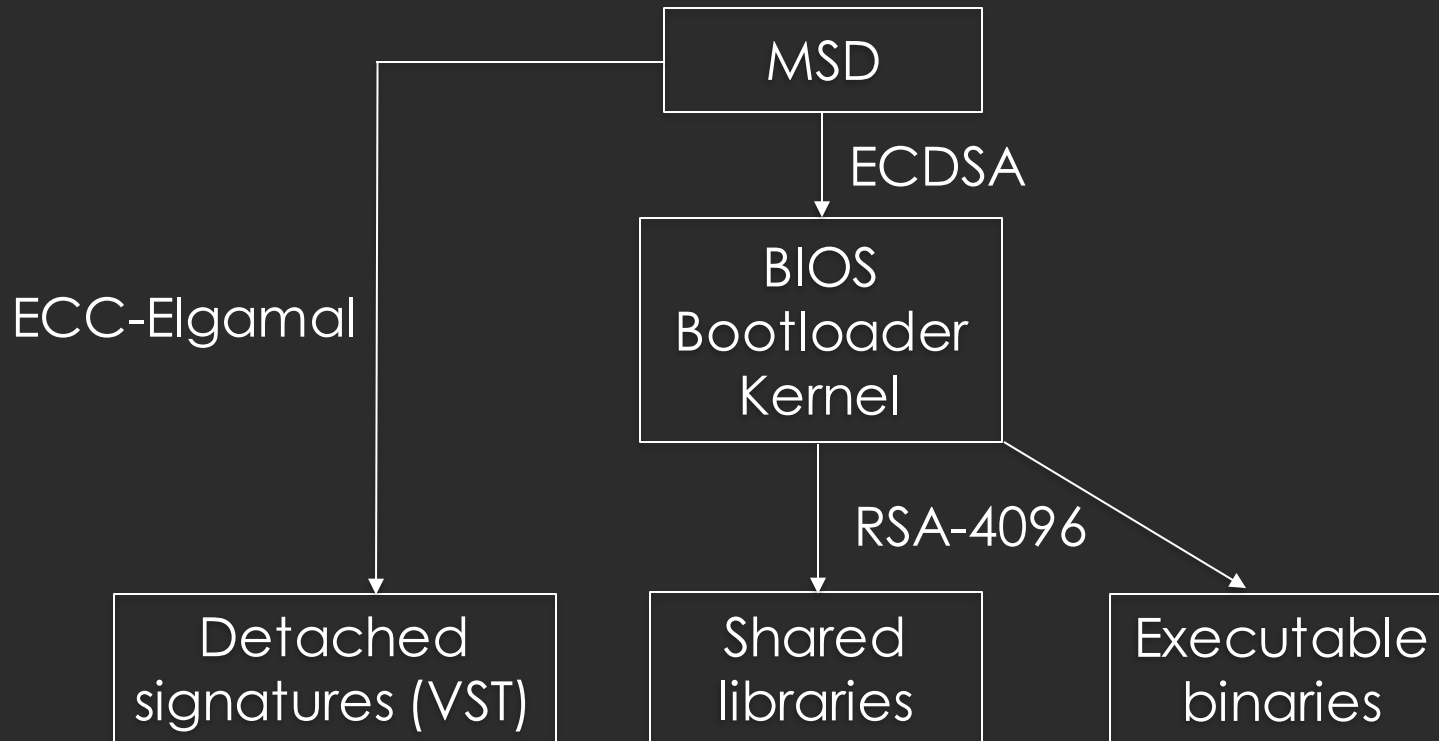 MSD
ECDSA
ECC-Elgamal
BIOS
Bootloader
Kernel
RSA-4096
Detached
signatures (VST)
Shared
libraries
Executable
binaries